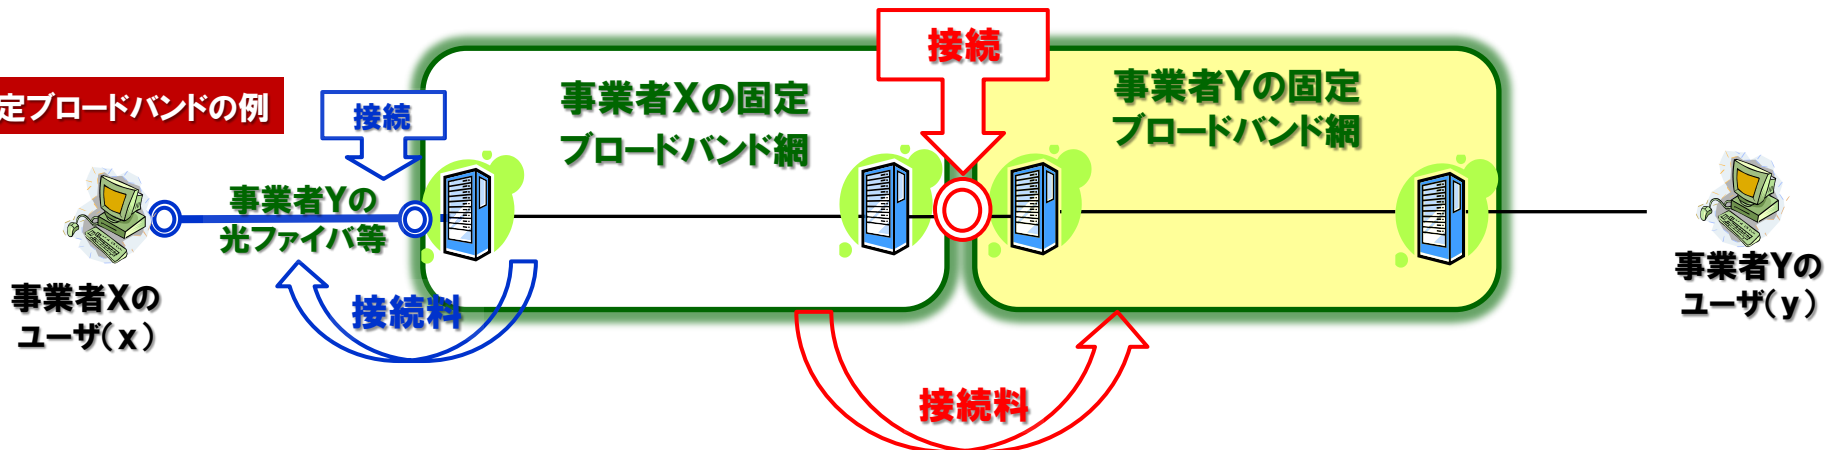 定ブロードバンドの例
接続
接続
事業者Xの固定
ブロードバンド網
事業者Yの固定
ブロードバンド網
事業者Yの
光ファイバ等
事業者Xの
ユーザ(x)
接続料
接続料
事業者Yの
ユーザ(y)